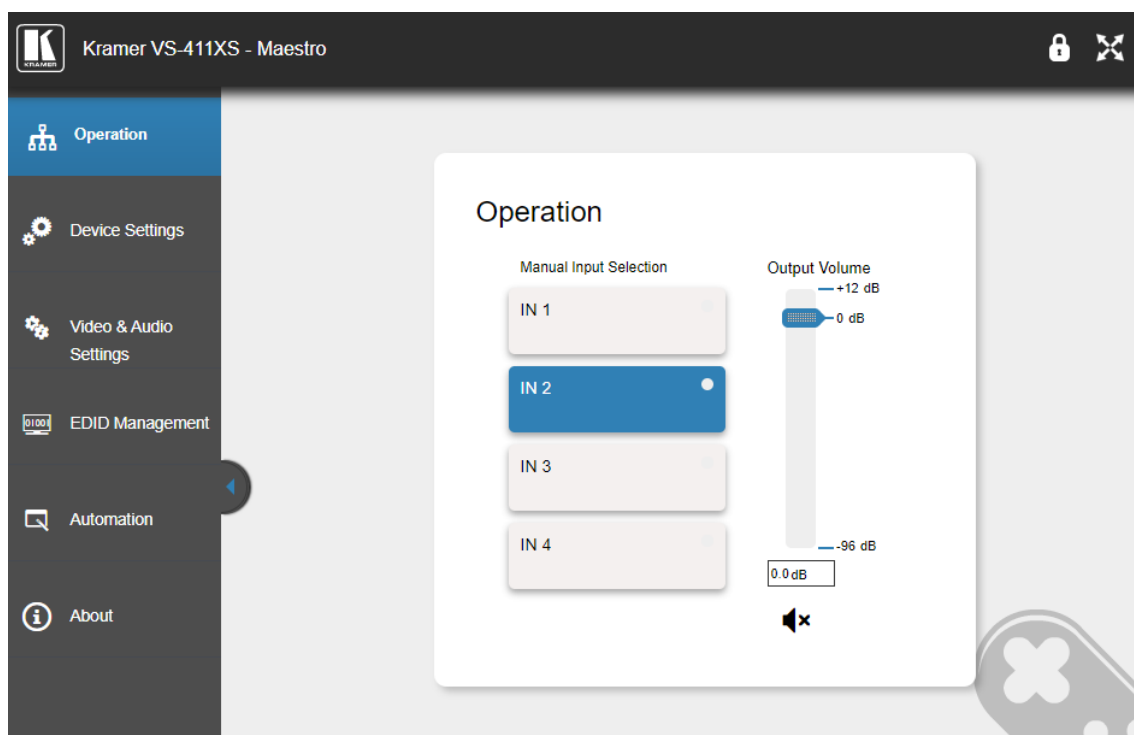 KRAMER
Kramer VS-411XS - Maestro
Operation
Device Settings
Video & Audio
Settings
01001
EDID Management
Automation
About
Operation
Manual Input Selection
IN 1
IN 2
IN 3
IN 4
Output Volume
+12 dB
0 dB
-96 dB
0.0 dB